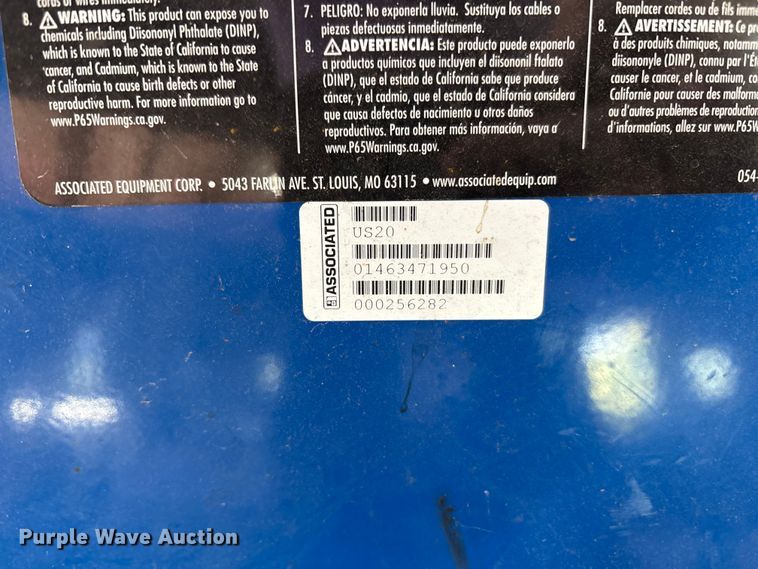 cords or wires immediately.
8. ⚠WARNING: This product can expose you to
chemicals including Diisononyl Phthalate (DINP),
which is known to the State of California to cause
cancer, and Cadmium, which is known to the State
of California to cause birth defects or other
reproductive harm. For more information go to
www.P65Warnings.ca.gov.
7. PELIGRO: No exponerla lluvia. Sustituya los cables o
piezas defectuosas inmediatamente.
8. ⚠ADVERTENCIA: Este producto puede exponerlo
a productos químicos que incluyen el diisononil ftalato
(DINP), que el estado de California sabe que produce
cáncer, y el cadmio, que el estado de California considera
que causa defectos de nacimiento u otros daños
reproductivos. Para obtener más información, vaya a
www.P65Warnings.ca.gov.
Remplacer cordes ou de fils
8. ⚠ AVERTISSEMENT: Ce
à des produits chimiques,
diisononyle (DINP), connu par
causer le cancer, et le cadmium,
Californie pour causer des
ou d'autres problèmes de reproduction
d'informations, allez sur www.P65W
ASSOCIATED EQUIPMENT CORP. • 5043 FARLIN AVE. ST. LOUIS, MO 63115 • www.associatedequip.com
054-
ASSOCIATED
US20
01463471950
000256282
Purple Wave Auction